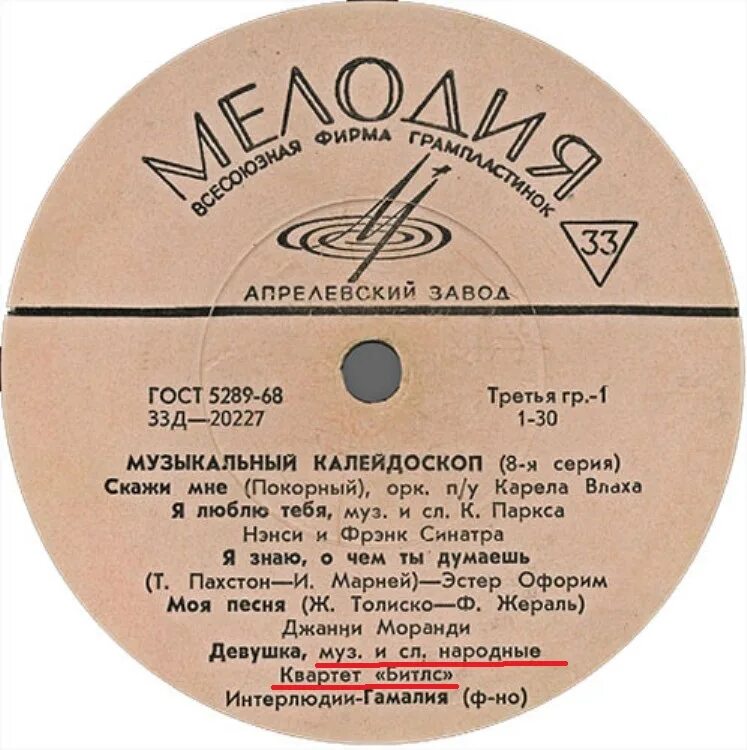 МЕЛОДИЯ
ВСЕСОЮЗНАЯ ФИРМА ГРАМПЛАСТИНОК
33
АПРЕЛЕВСКИЙ ЗАВОД
ГОСТ 5289-68
Третья гр.-1
33Д—20227
1-30
МУЗЫКАЛЬНЫЙ КАЛЕЙДОСКОП (8-я серия)
Скажи мне (Покорный), орк. п/у Карела Влаха
Я люблю тебя, муз. и сл. К. Паркса
Нэнси и Фрэнк Синатра
Я знаю, о чем ты думаешь
(Т. Пахстон—И. Марней)—Эстер Офорим
Моя песня (Ж. Толиско—Ф. Жераль)
Джанни Моранди
Девушка, муз. и сл. народные
Квартет «Битлс»
Интерлюдии-Гамалия (ф-но)